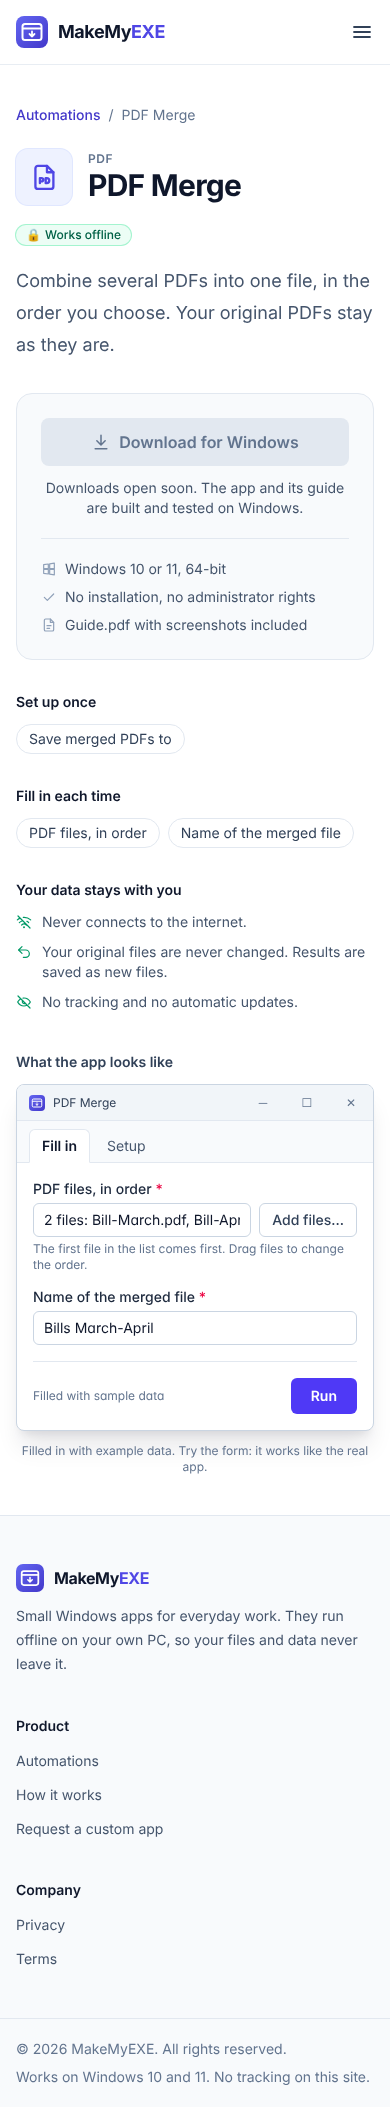 MakeMyEXE
Automations / PDF Merge
PDF
PDF Merge
🔒 Works offline
Combine several PDFs into one file, in the
order you choose. Your original PDFs stay
as they are.
Download for Windows
Downloads open soon. The app and its guide
are built and tested on Windows.
Windows 10 or 11, 64-bit
No installation, no administrator rights
Guide.pdf with screenshots included
Set up once
Save merged PDFs to
Fill in each time
PDF files, in order
Name of the merged file
Your data stays with you
Never connects to the internet.
Your original files are never changed. Results are
saved as new files.
No tracking and no automatic updates.
What the app looks like
PDF Merge
Fill in
Setup
PDF files, in order *
2 files: Bill-March.pdf, Bill-Apr
Add files...
The first file in the list comes first. Drag files to change
the order.
Name of the merged file *
Bills March-April
Filled with sample data
Run
Filled in with example data. Try the form: it works like the real
app.
MakeMyEXE
Small Windows apps for everyday work. They run
offline on your own PC, so your files and data never
leave it.
Product
Automations
How it works
Request a custom app
Company
Privacy
Terms
© 2026 MakeMyEXE. All rights reserved.
Works on Windows 10 and 11. No tracking on this site.